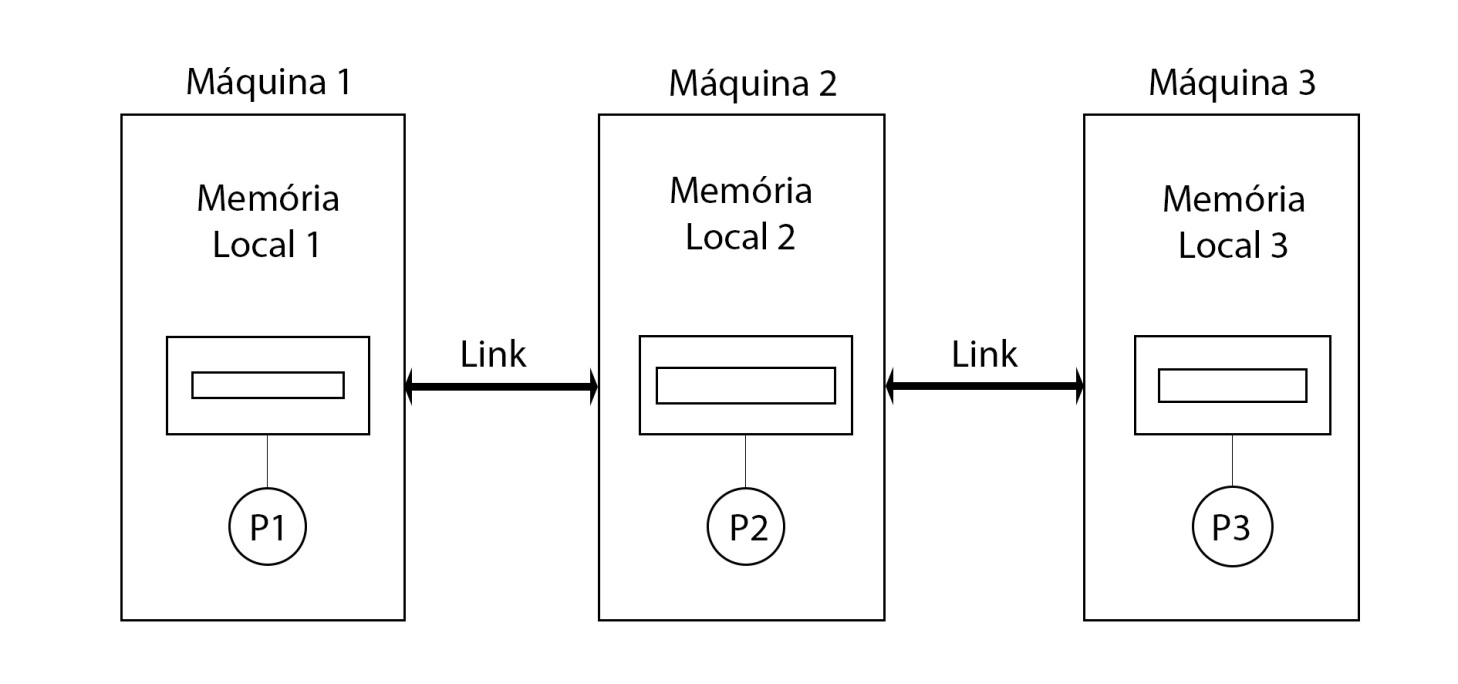 Máquina 1
Máquina 2
Máquina 3
Memória
Local 1
Memória
Local 2
Memória
Local 3
Link
Link
P1
P2
P3